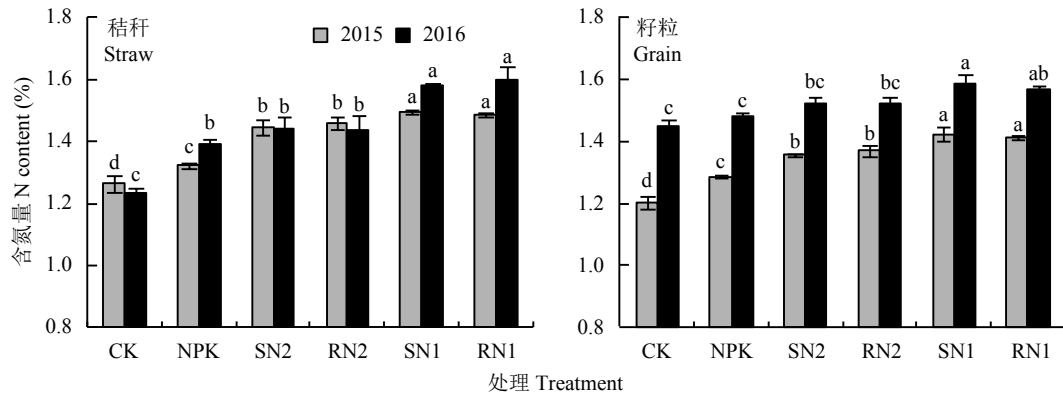 秸秆
Straw
2015 2016
含氮量 N content (%)
1.8
1.6
1.4
1.2
1.0
0.8
d c c b b b b b a a a a
CK NPK SN2 RN2 SN1 RN1
籽粒
Grain
1.8
1.6
1.4
1.2
1.0
0.8
d c c c b bc b bc a a a ab
CK NPK SN2 RN2 SN1 RN1
处理 Treatment